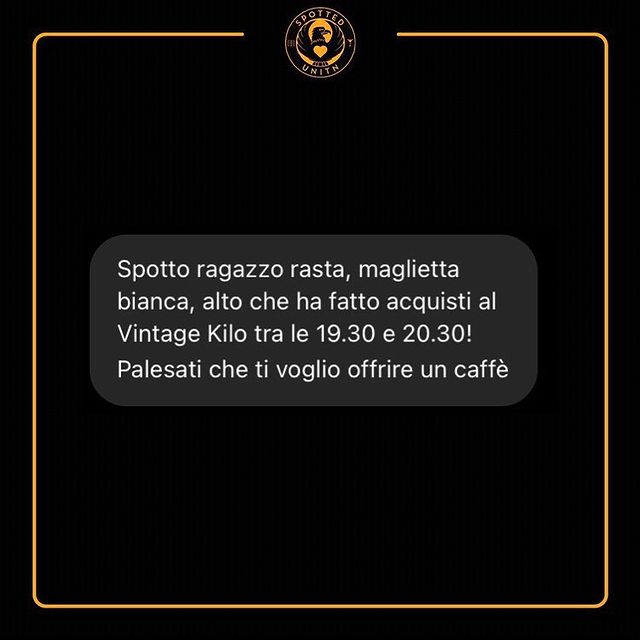 SPOTTED
UNITN
Spotto ragazzo rasta, maglietta
bianca, alto che ha fatto acquisti al
Vintage Kilo tra le 19.30 e 20.30!
Palesati che ti voglio offrire un caffè